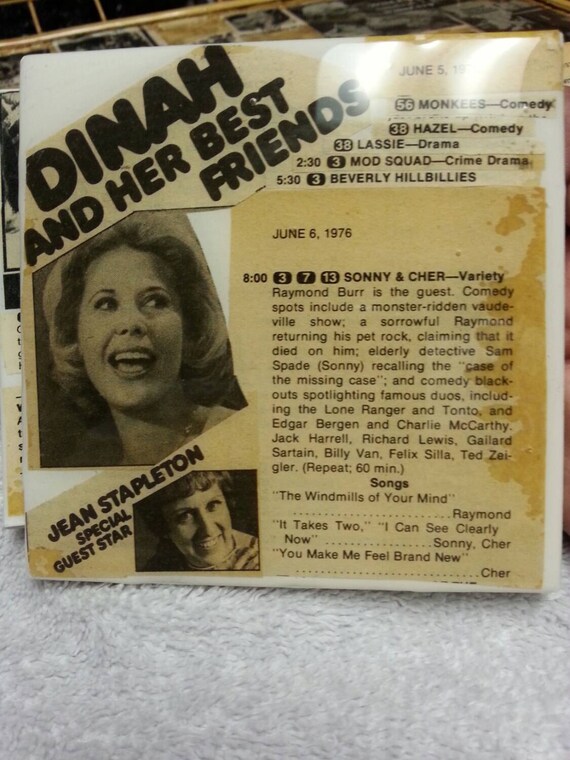 DINAH
AND HER BEST
FRIENDS
JEAN STAPLETON
SPECIAL
GUEST STAR
JUNE 5, 
56 MONKEES—Comedy
38 HAZEL—Comedy
38 LASSIE—Drama
2:30 3 MOD SQUAD—Crime Drama
5:30 3 BEVERLY HILLBILLIES
JUNE 6, 1976
8:00 3 7 13 SONNY & CHER—Variety
Raymond Burr is the guest. Comedy
spots include a monster-ridden vaude-
ville show; a sorrowful Raymond
returning his pet rock, claiming that it
died on him; elderly detective Sam
Spade (Sonny) recalling the "case of
the missing case"; and comedy black-
outs spotlighting famous duos, includ-
ing the Lone Ranger and Tonto, and
Edgar Bergen and Charlie McCarthy.
Jack Harrell, Richard Lewis, Gailard
Sartain, Billy Van, Felix Silla, Ted Zei-
gler. (Repeat; 60 min.)
Songs
"The Windmills of Your Mind"
........................Raymond
"It Takes Two," "I Can See Clearly
Now" ................Sonny, Cher
"You Make Me Feel Brand New"
............................Cher